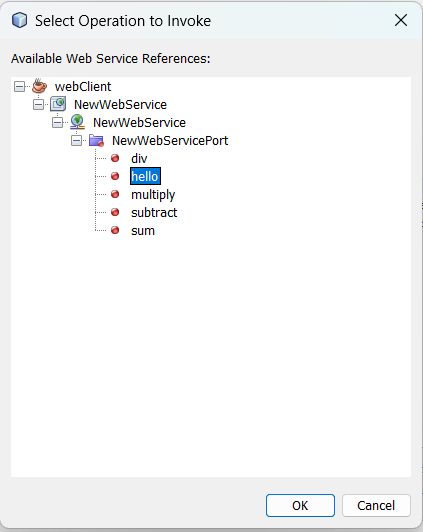 Select Operation to Invoke
Available Web Service References:
webClient
NewWebService
NewWebService
NewWebServicePort
div
hello
multiply
subtract
sum
OK Cancel